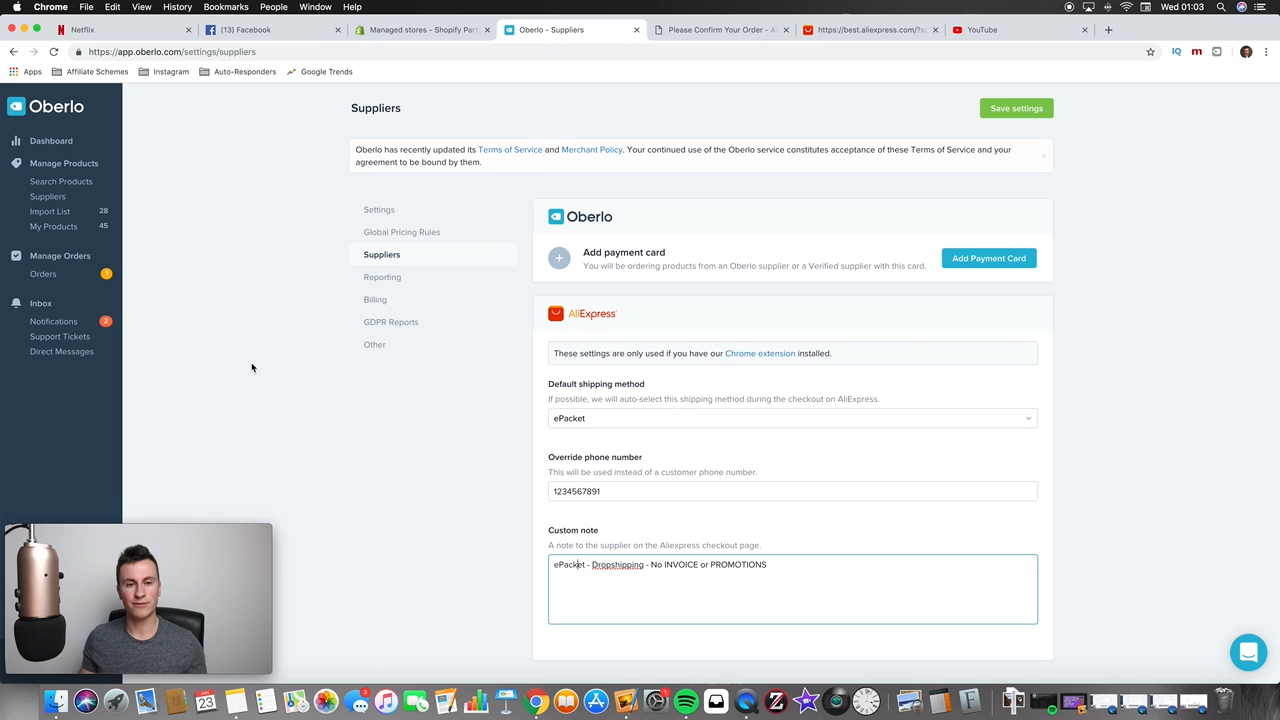 Chrome File Edit View History Bookmarks People Window Help
Wed 01:03
Netflix
(13) Facebook
Managed stores - Shopify Par
Oberlo - Suppliers
Please Confirm Your Order - A
https://best.aliexpress.com/?s
YouTube
https://app.oberlo.com/settings/suppliers
Apps Affiliate Schemes Instagram Auto-Responders Google Trends
Oberlo
Dashboard
Manage Products
Search Products
Suppliers
Import List 28
My Products 45
Manage Orders
Orders 1
Inbox
Notifications 2
Support Tickets
Direct Messages
Suppliers
Save settings
Oberlo has recently updated its Terms of Service and Merchant Policy. Your continued use of the Oberlo service constitutes acceptance of these Terms of Service and your
agreement to be bound by them.
Settings
Global Pricing Rules
Suppliers
Reporting
Billing
GDPR Reports
Other
Oberlo
Add payment card
You will be ordering products from an Oberlo supplier or a Verified supplier with this card.
Add Payment Card
AliExpress
These settings are only used if you have our Chrome extension installed.
Default shipping method
If possible, we will auto-select this shipping method during the checkout on AliExpress.
ePacket
Override phone number
This will be used instead of a customer phone number.
1234567891
Custom note
A note to the supplier on the Aliexpress checkout page.
ePacket - Dropshipping - No INVOICE or PROMOTIONS